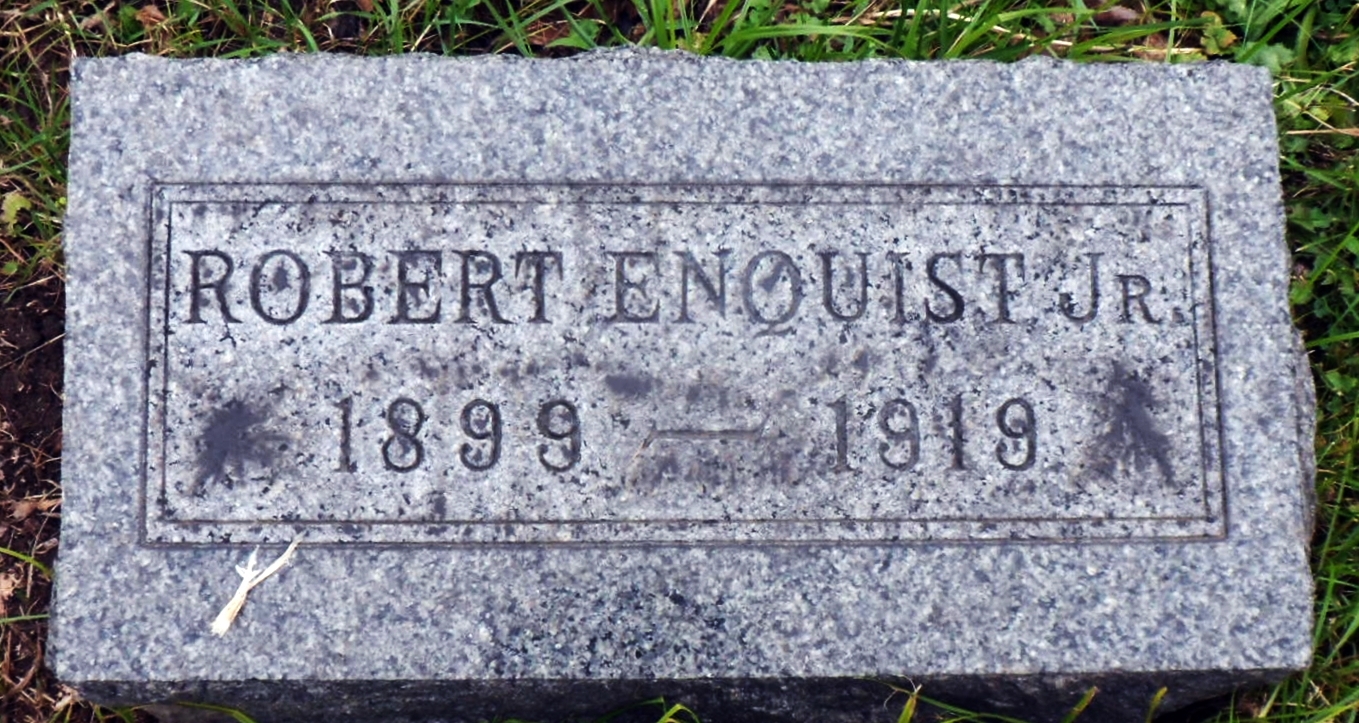 ROBERT ENQUIST JR.
1899 — 1919